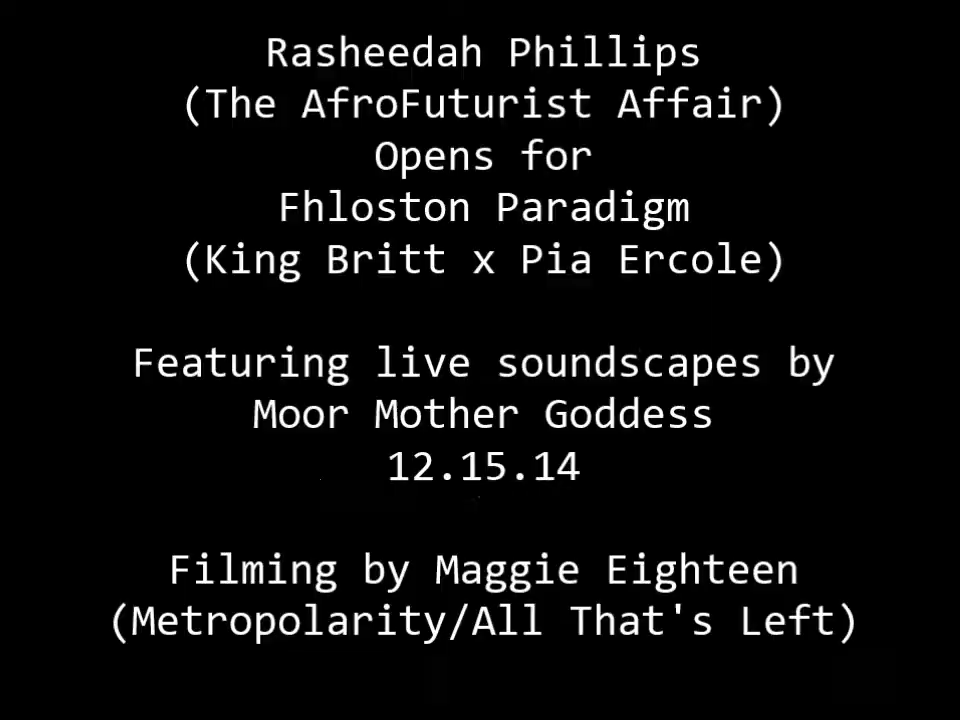 Rasheedah Phillips
(The AfroFuturist Affair)
Opens for
Fhloston Paradigm
(King Britt x Pia Ercole)
Featuring live soundscapes by
Moor Mother Goddess
12.15.14
Filming by Maggie Eighteen
(Metropolarity/All That's Left)